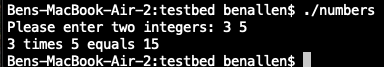 Bens-MacBook-Air-2:testbed benallen$ ./numbers
Please enter two integers: 3 5
3 times 5 equals 15
Bens-MacBook-Air-2:testbed benallen$